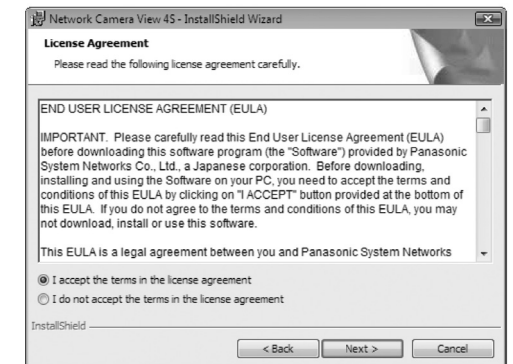 Network Camera View 4S - InstallShield Wizard
License Agreement
Please read the following license agreement carefully.
END USER LICENSE AGREEMENT (EULA)
IMPORTANT. Please carefully read this End User License Agreement (EULA)
before downloading this software program (the "Software") provided by Panasonic
System Networks Co., Ltd., a Japanese corporation. Before downloading,
installing and using the Software on your PC, you need to accept the terms and
conditions of this EULA by clicking on "I ACCEPT" button provided at the bottom of
this EULA. If you do not agree to the terms and conditions of this EULA, you may
not download, install or use this software.
This EULA is a legal agreement between you and Panasonic System Networks
I accept the terms in the license agreement
I do not accept the terms in the license agreement
InstallShield
< Back
Next >
Cancel